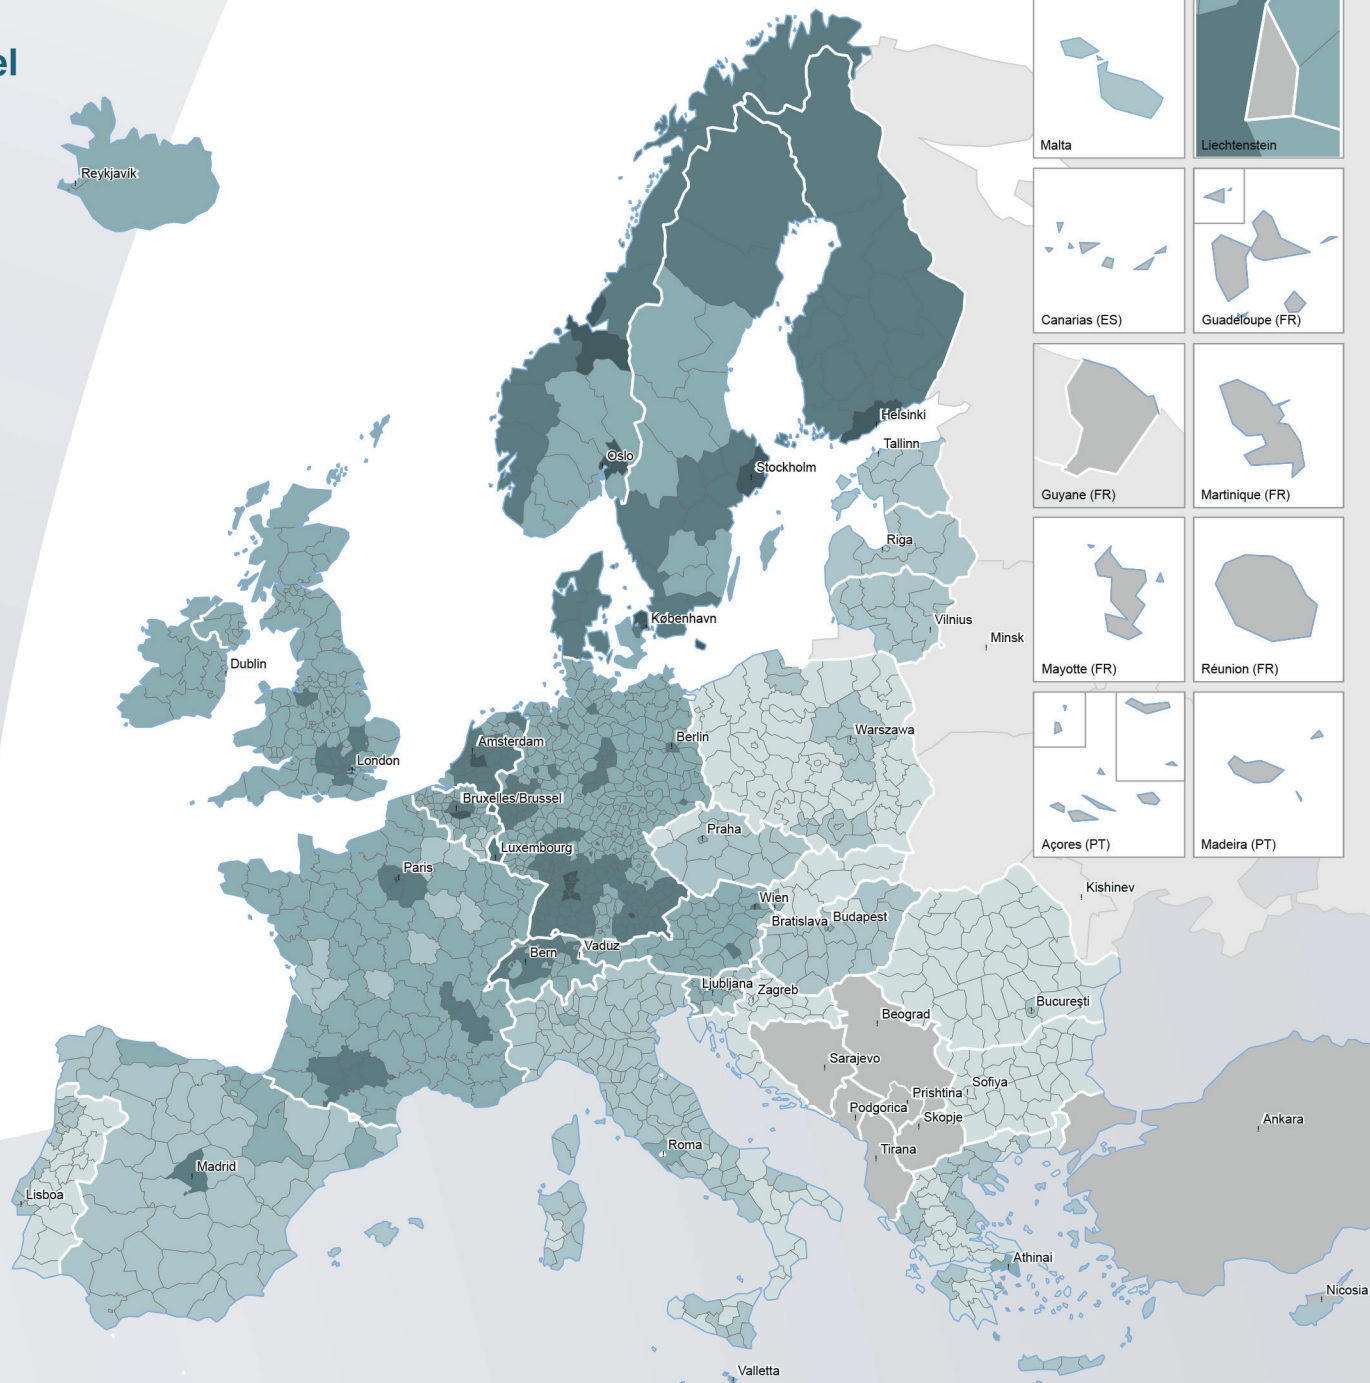 el
Malta
Liechtenstein
Reykjavík
Canarias (ES)
Guadeloupe (FR)
Helsinki
Tallinn
Oslo
Stockholm
Guyane (FR)
Martinique (FR)
Riga
København
Vilnius
Minsk
Dublin
Mayotte (FR)
Réunion (FR)
Amsterdam
Berlin
Warszawa
London
Bruxelles/Brussel
Praha
Luxembourg
Açores (PT)
Madeira (PT)
Paris
Kishinev
Wien
Bratislava
Budapest
Bern
Vaduz
Ljubljana
Zagreb
Bucureşti
Beograd
Sarajevo
Sofiya
Prishtina
Podgorica
Skopje
Ankara
Roma
Tirana
Madrid
Lisboa
Athinai
Nicosia
Valletta